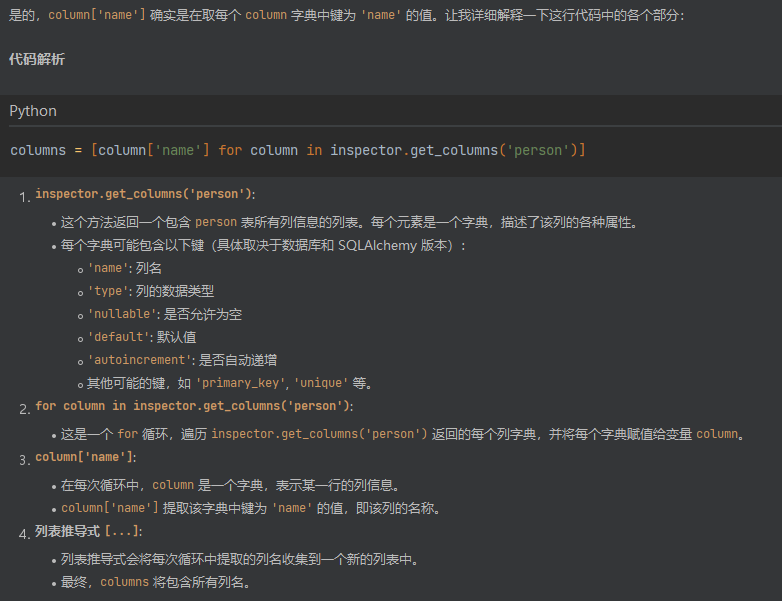 是的，column['name'] 确实是在取每个 column 字典中键为 'name' 的值。让我详细解释一下这行代码中的各个部分：
代码解析
Python
columns = [column['name'] for column in inspector.get_columns('person')]
1. inspector.get_columns('person'):
• 这个方法返回一个包含 person 表所有列信息的列表。每个元素是一个字典，描述了该列的各种属性。
• 每个字典可能包含以下键（具体取决于数据库和 SQLAlchemy 版本）:
○ 'name': 列名
○ 'type': 列的数据类型
○ 'nullable': 是否允许为空
○ 'default': 默认值
○ 'autoincrement': 是否自动递增
○ 其他可能的键，如 'primary_key', 'unique' 等。
2. for column in inspector.get_columns('person'):
• 这是一个 for 循环，遍历 inspector.get_columns('person') 返回的每个列字典，并将每个字典赋值给变量 column。
3. column['name']:
• 在每次循环中，column 是一个字典，表示某一行的列信息。
• column['name'] 提取该字典中键为 'name' 的值，即该列的名称。
4. 列表推导式 [...]:
• 列表推导式会将每次循环中提取的列名收集到一个新的列表中。
• 最终，columns 将包含所有列名。